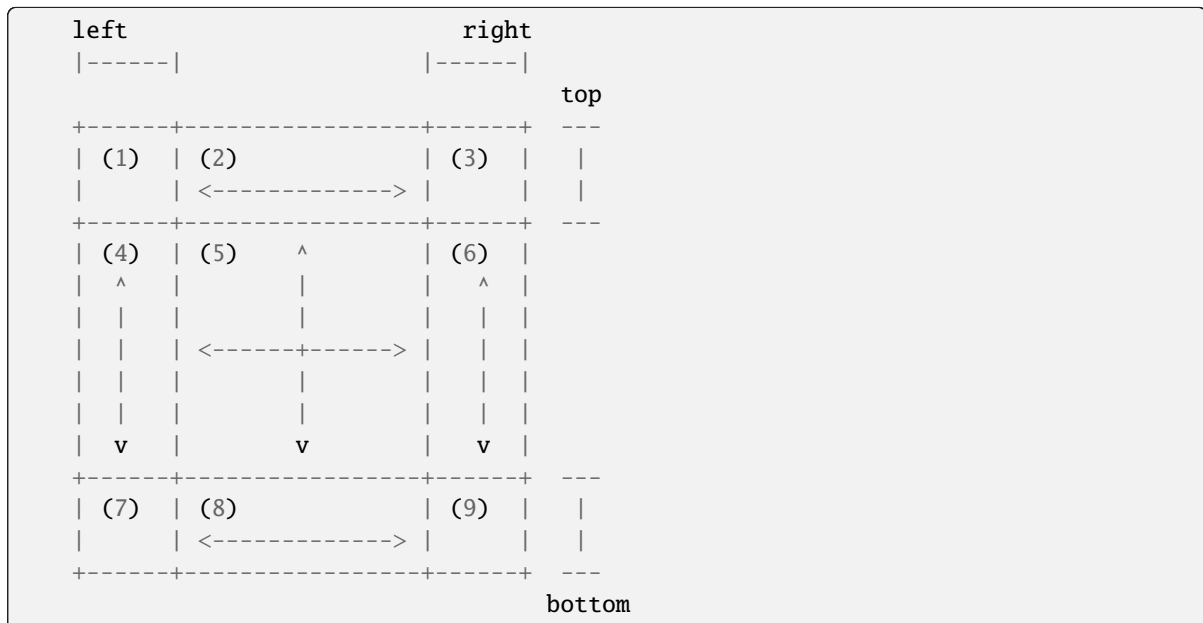 left                        right
|------|                 |------|
                                   top
+------+-----------------+------+  ---
| (1)  | (2)             | (3)  |   |
|      | <-------------> |      |   |
+------+-----------------+------+  ---
| (4)  | (5)    ^        | (6)  |
|  ^   |        |        |   ^  |
|  |   |        |        |   |  |
|  |   | <------+------> |   |  |
|  |   |        |        |   |  |
|  |   |        |        |   |  |
|  v   |        v        |   v  |
+------+-----------------+------+  ---
| (7)  | (8)             | (9)  |   |
|      | <-------------> |      |   |
+------+-----------------+------+  ---
                                  bottom